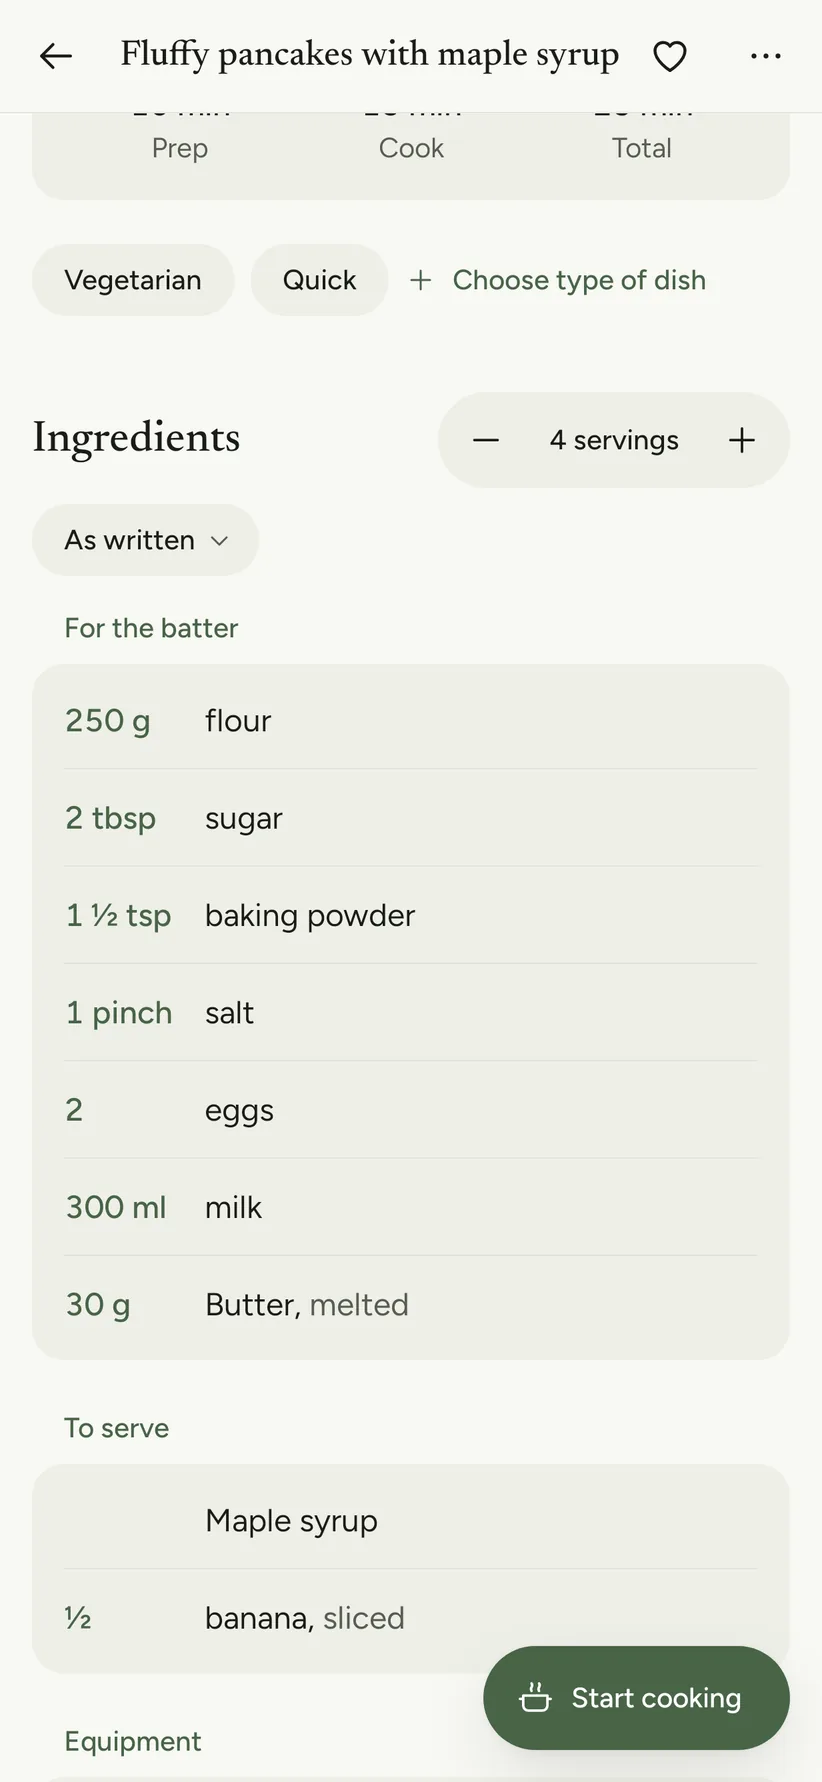 Fluffy pancakes with maple syrup
Prep Cook Total
Vegetarian Quick + Choose type of dish
Ingredients
− 4 servings +
As written
For the batter
250 g flour
2 tbsp sugar
1 ½ tsp baking powder
1 pinch salt
2 eggs
300 ml milk
30 g Butter, melted
To serve
Maple syrup
½ banana, sliced
Start cooking
Equipment